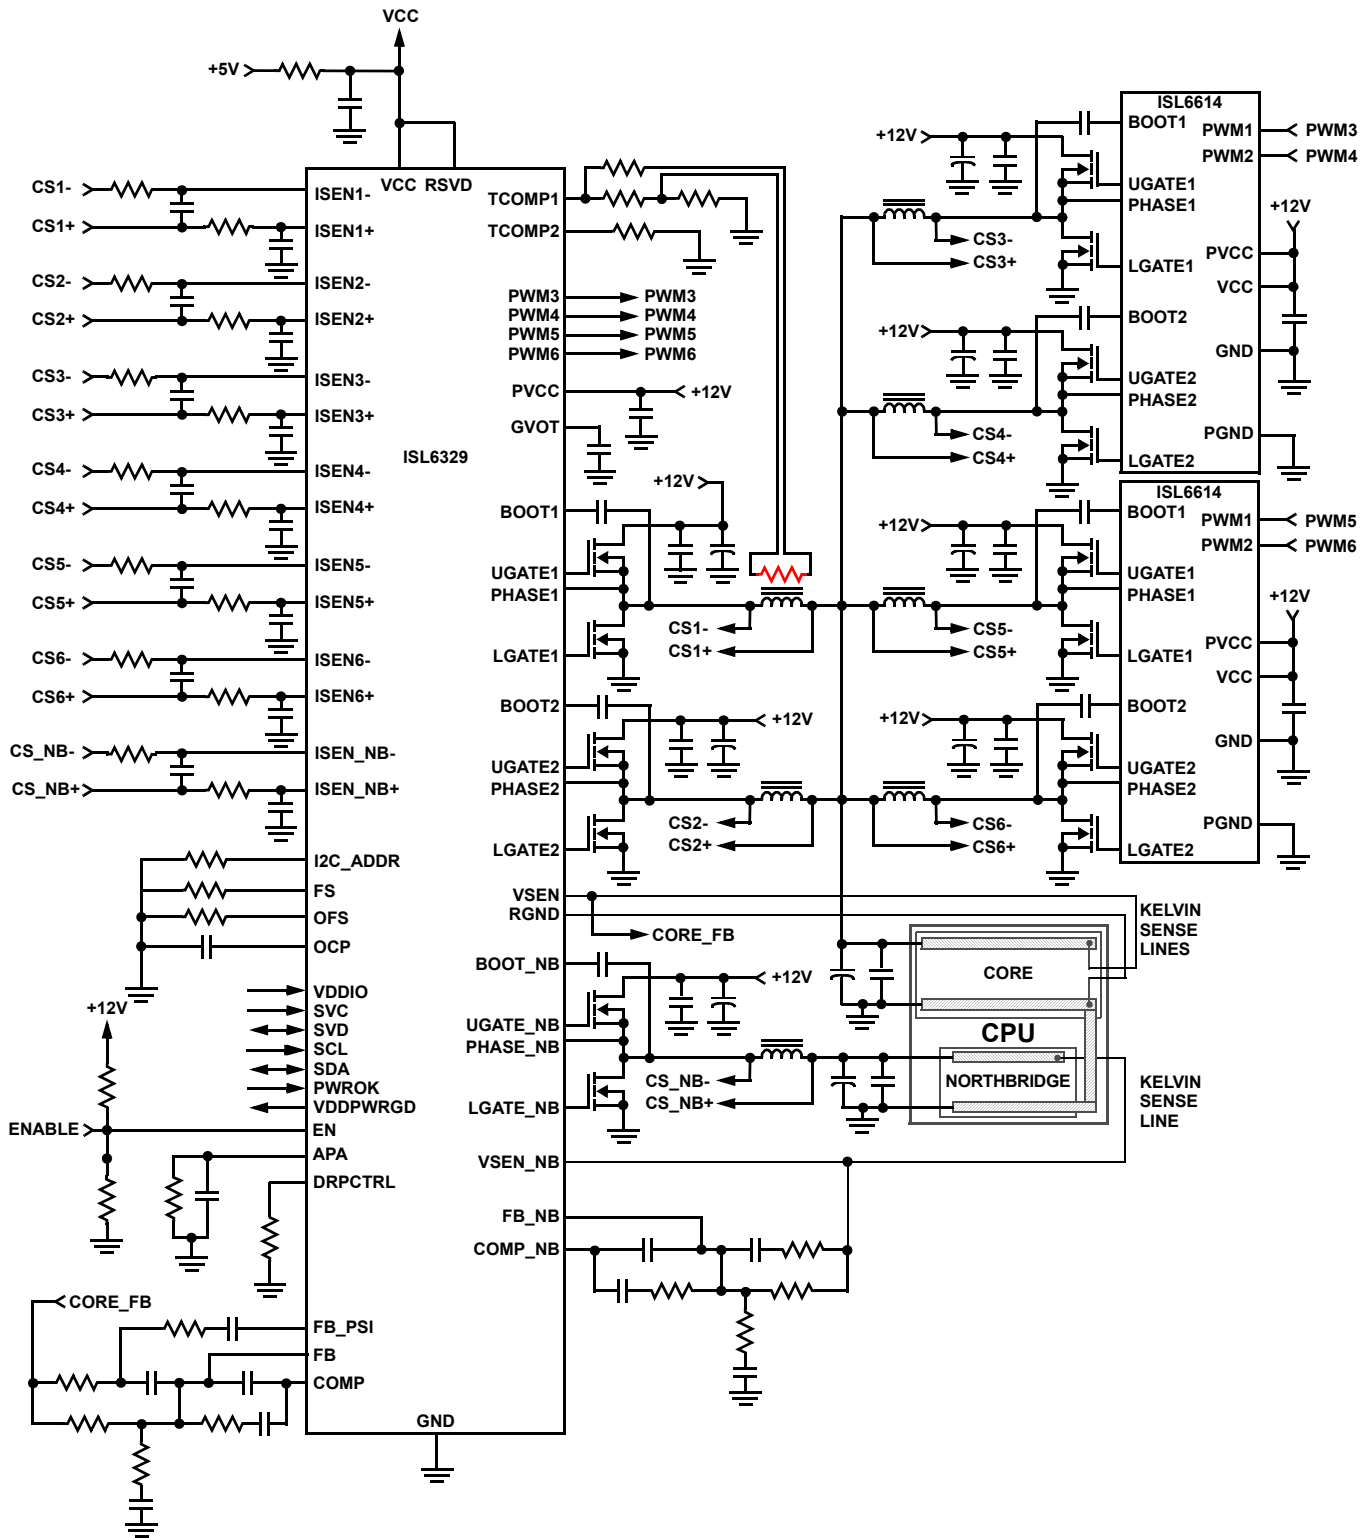 VCC
+5V
VCC RSVD
ISL6329
CS1-
CS1+
CS2-
CS2+
CS3-
CS3+
CS4-
CS4+
CS5-
CS5+
CS6-
CS6+
CS_NB-
CS_NB+
ISEN1-
ISEN1+
ISEN2-
ISEN2+
ISEN3-
ISEN3+
ISEN4-
ISEN4+
ISEN5-
ISEN5+
ISEN6-
ISEN6+
ISEN_NB-
ISEN_NB+
I2C_ADDR
FS
OFS
OCP
VDDIO
SVC
SVD
SCL
SDA
PWROK
VDDPWRGD
+12V
ENABLE
EN
APA
DRPCTRL
CORE_FB
FB_PSI
FB
COMP
GND
TCOMP1
TCOMP2
PWM3 PWM3
PWM4 PWM4
PWM5 PWM5
PWM6 PWM6
PVCC
+12V
GVOT
+12V
BOOT1
UGATE1
PHASE1
CS1-
CS1+
LGATE1
BOOT2
+12V
UGATE2
PHASE2
CS2-
CS2+
LGATE2
VSEN
RGND
CORE_FB
BOOT_NB
+12V
UGATE_NB
PHASE_NB
CS_NB-
CS_NB+
LGATE_NB
VSEN_NB
FB_NB
COMP_NB
ISL6614
+12V
BOOT1
PWM1
PWM3
PWM2
PWM4
UGATE1
PHASE1
+12V
CS3-
CS3+
LGATE1
PVCC
VCC
+12V
BOOT2
GND
UGATE2
PHASE2
CS4-
CS4+
PGND
LGATE2
ISL6614
+12V
BOOT1
PWM1
PWM5
PWM2
PWM6
UGATE1
PHASE1
+12V
CS5-
CS5+
LGATE1
PVCC
VCC
+12V
BOOT2
GND
UGATE2
PHASE2
CS6-
CS6+
PGND
LGATE2
KELVIN
SENSE
LINES
CORE
CPU
NORTHBRIDGE
KELVIN
SENSE
LINE